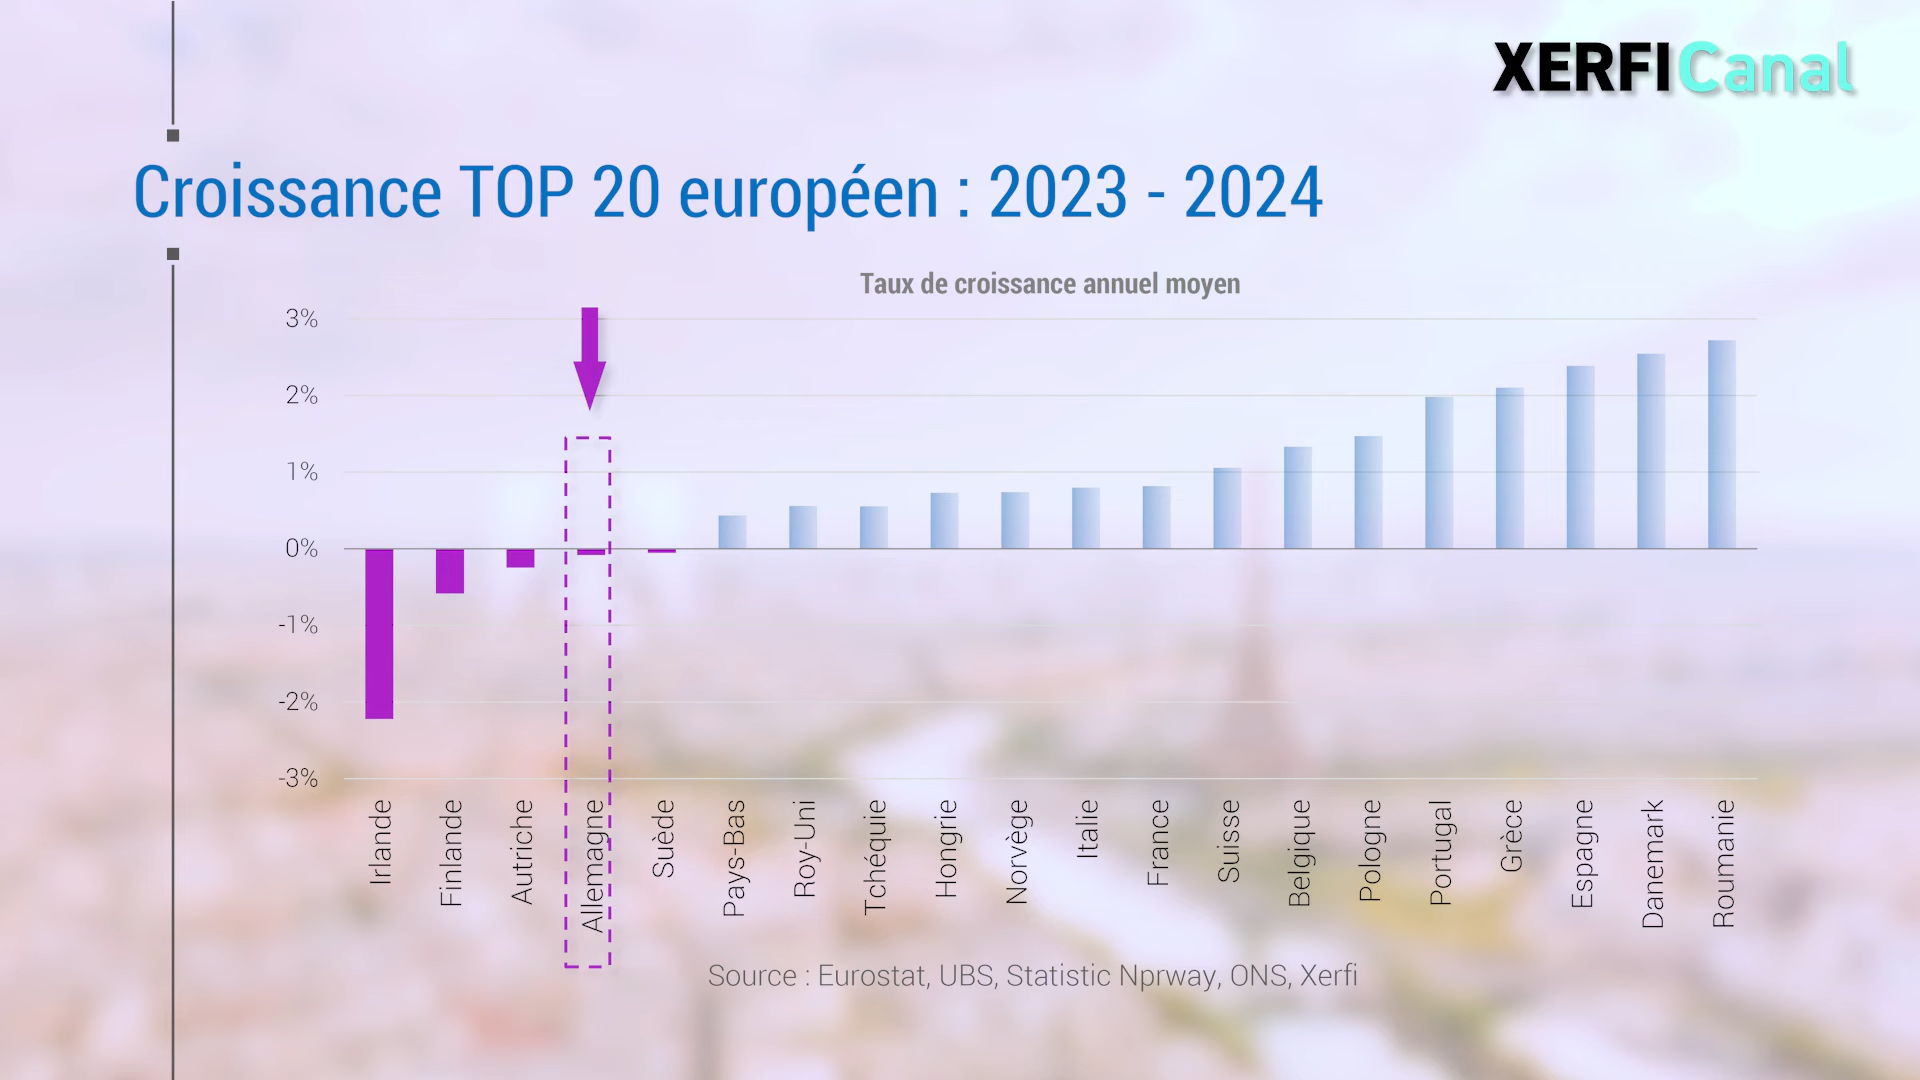 XERFI Canal
Croissance TOP 20 européen : 2023 - 2024
Taux de croissance annuel moyen
3%
2%
1%
0%
-1%
-2%
-3%
Irlande
Finlande
Autriche
Allemagne
Suède
Pays-Bas
Roy-Uni
Tchéquie
Hongrie
Norvège
Italie
France
Suisse
Belgique
Pologne
Portugal
Grèce
Espagne
Danemark
Roumanie
Source : Eurostat, UBS, Statistic Nprway, ONS, Xerfi